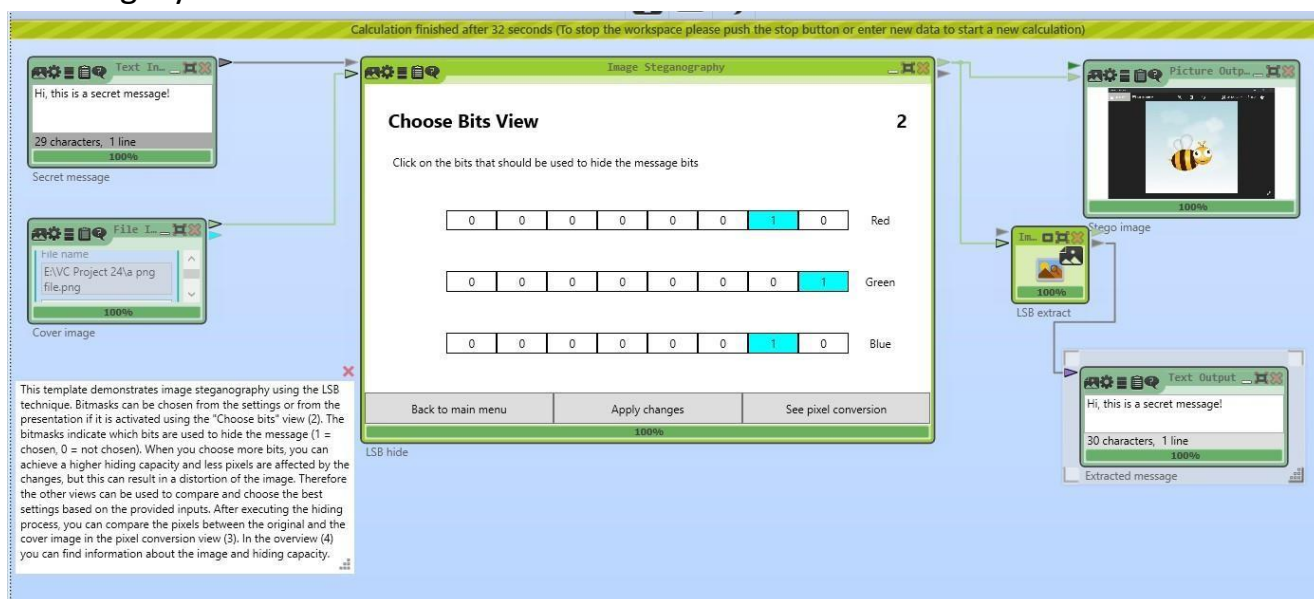 Calculation finished after 32 seconds (To stop the workspace please push the stop button or enter new data to start a new calculation)
Text In...
Hi, this is a secret message!
29 characters, 1 line
100%
Secret message
File I...
File name
E:\VC Project 24\a png
file.png
100%
Cover image
This template demonstrates image steganography using the LSB
technique. Bitmasks can be chosen from the settings or from the
presentation if it is activated using the "Choose bits" view (2). The
bitmasks indicate which bits are used to hide the message (1 =
chosen, 0 = not chosen). When you choose more bits, you can
achieve a higher hiding capacity and less pixels are affected by the
changes, but this can result in a distortion of the image. Therefore
the other views can be used to compare and choose the best
settings based on the provided inputs. After executing the hiding
process, you can compare the pixels between the original and the
cover image in the pixel conversion view (3). In the overview (4)
you can find information about the image and hiding capacity.
Image Steganography
Choose Bits View 2
Click on the bits that should be used to hide the message bits
0 0 0 0 0 0 1 0 Red
0 0 0 0 0 0 0 1 Green
0 0 0 0 0 0 1 0 Blue
Back to main menu Apply changes See pixel conversion
100%
LSB hide
Picture Outp...
100%
Stego image
Im...
100%
LSB extract
Text Output
Hi, this is a secret message!
30 characters, 1 line
100%
Extracted message